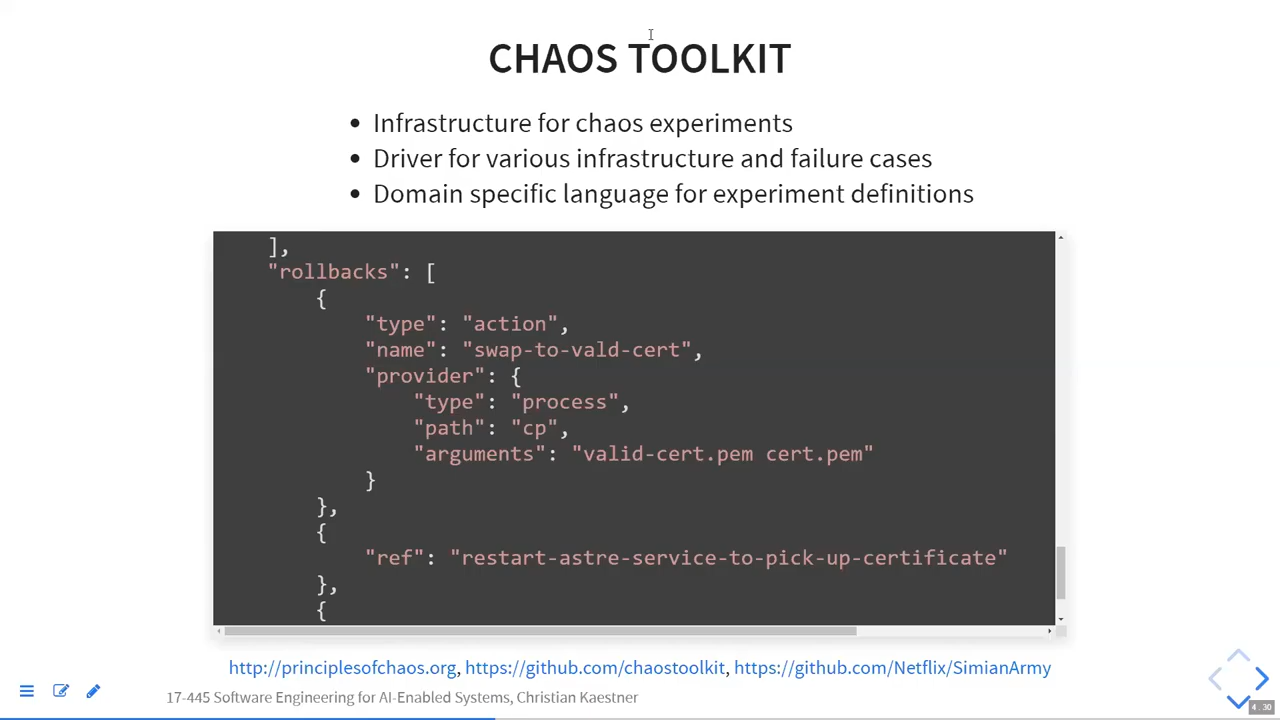 CHAOS TOOLKIT
• Infrastructure for chaos experiments
• Driver for various infrastructure and failure cases
• Domain specific language for experiment definitions
],
"rollbacks": [
{
"type": "action",
"name": "swap-to-vald-cert",
"provider": {
"type": "process",
"path": "cp",
"arguments": "valid-cert.pem cert.pem"
}
},
{
"ref": "restart-astre-service-to-pick-up-certificate"
},
{
http://principlesofchaos.org, https://github.com/chaostoolkit, https://github.com/Netflix/SimianArmy
17-445 Software Engineering for AI-Enabled Systems, Christian Kaestner
4.30